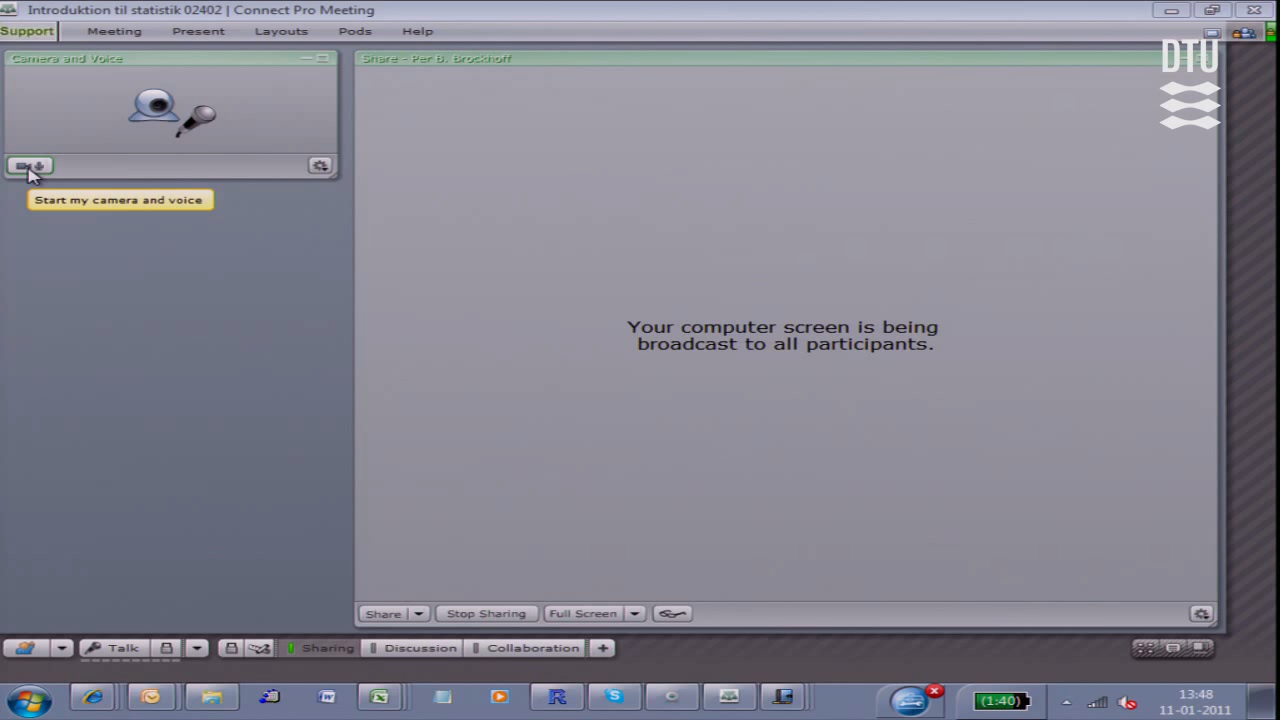 Introduktion til statistik 02402 | Connect Pro Meeting
Support Meeting Present Layouts Pods Help
Camera and Voice
Share - Per B. Brockhoff
DTU
Start my camera and voice
Your computer screen is being
broadcast to all participants.
Share Stop Sharing Full Screen
Talk Sharing Discussion Collaboration +
(1:40)
13:48
11-01-2011